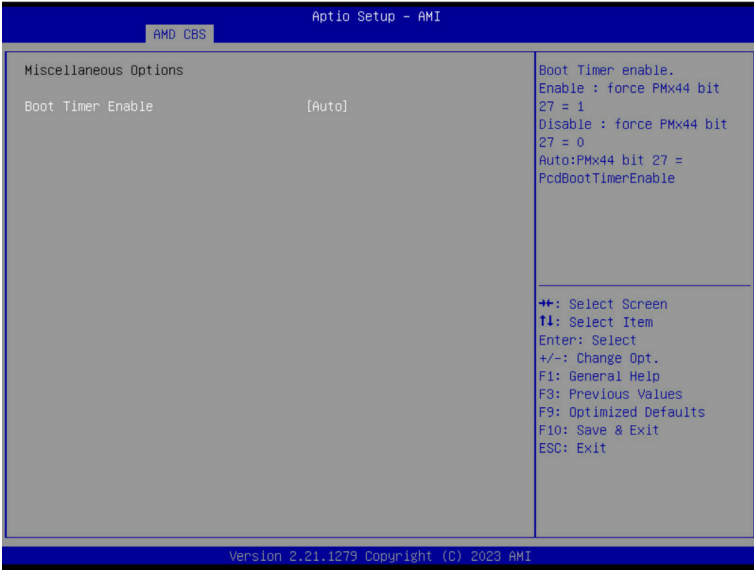 Aptio Setup - AMI
AMD CBS
Miscellaneous Options
Boot Timer Enable [Auto]
Boot Timer enable.
Enable : force PMx44 bit
27 = 1
Disable : force PMx44 bit
27 = 0
Auto:PMx44 bit 27 =
PcdBootTimerEnable
→←: Select Screen
↑↓: Select Item
Enter: Select
+/-: Change Opt.
F1: General Help
F3: Previous Values
F9: Optimized Defaults
F10: Save & Exit
ESC: Exit
Version 2.21.1279 Copyright (C) 2023 AMI